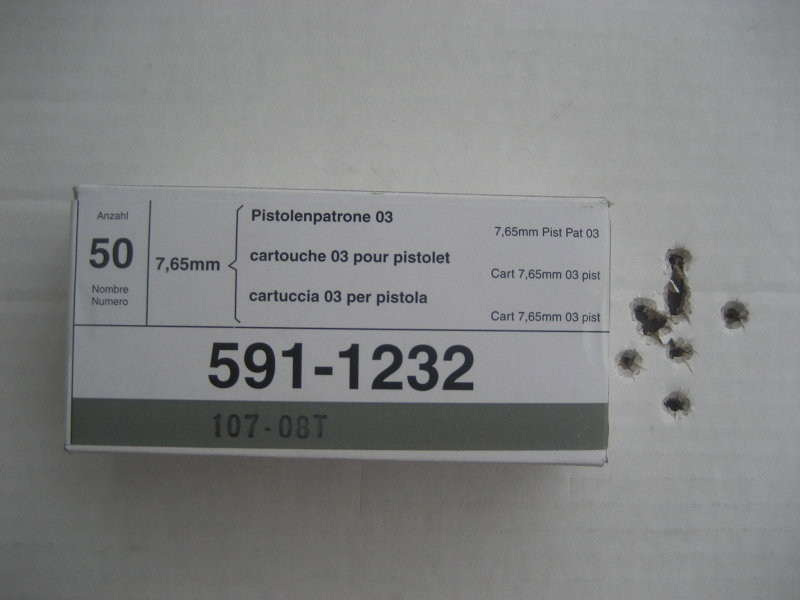 Anzahl
50
Nombre
Numero
7,65mm
Pistolenpatrone 03
7,65mm Pist Pat 03
cartouche 03 pour pistolet
Cart 7,65mm 03 pist
cartuccia 03 per pistola
Cart 7,65mm 03 pist
591-1232
107-08T